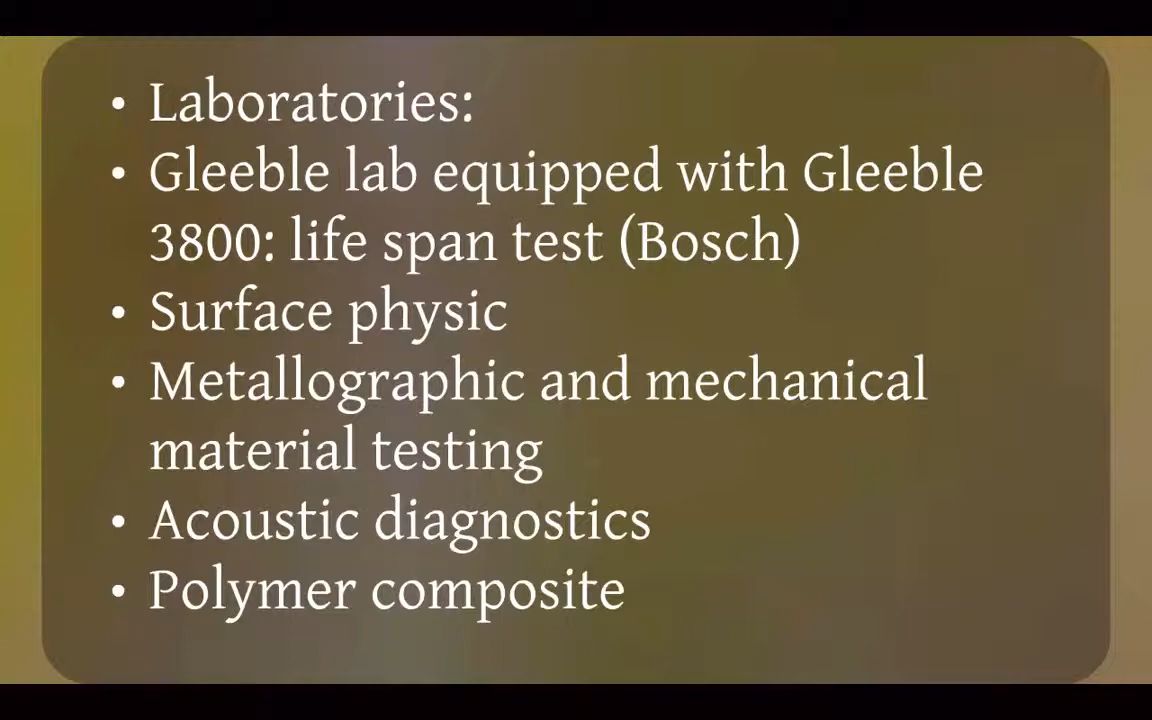 • Laboratories:
• Gleeble lab equipped with Gleeble
3800: life span test (Bosch)
• Surface physic
• Metallographic and mechanical
material testing
• Acoustic diagnostics
• Polymer composite